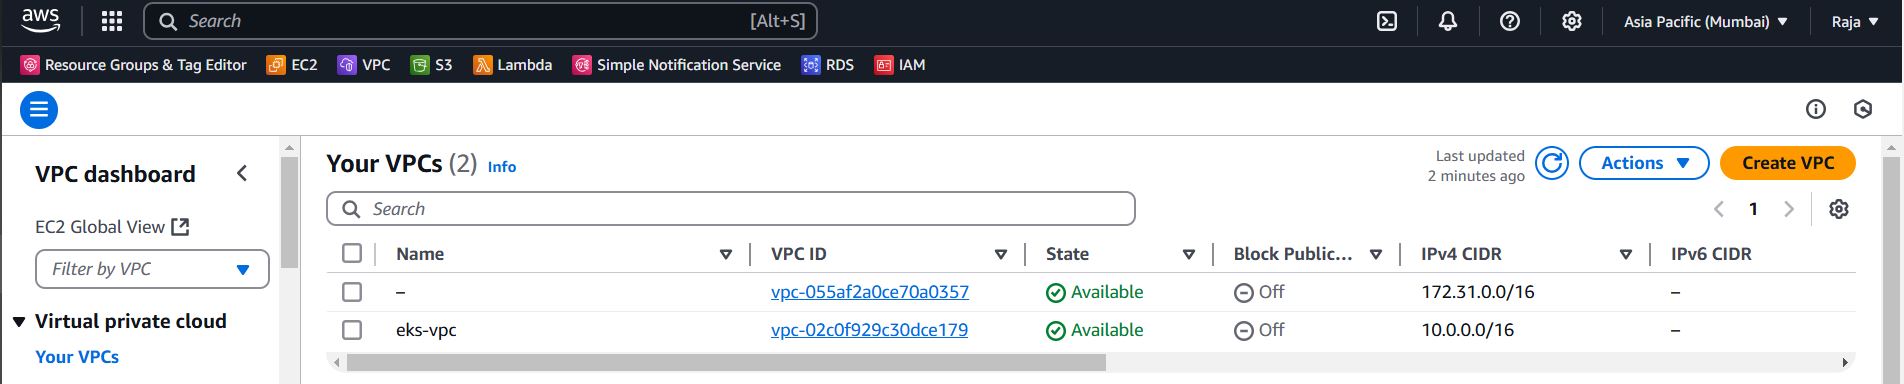 aws Search [Alt+S] Asia Pacific (Mumbai) Raja
Resource Groups & Tag Editor EC2 VPC S3 Lambda Simple Notification Service RDS IAM
VPC dashboard
EC2 Global View
Filter by VPC
Virtual private cloud
Your VPCs
Your VPCs (2) Info
Last updated
2 minutes ago
Actions
Create VPC
Search
1
Name VPC ID State Block Public... IPv4 CIDR IPv6 CIDR
– vpc-055af2a0ce70a0357 Available Off 172.31.0.0/16 –
eks-vpc vpc-02c0f929c30dce179 Available Off 10.0.0.0/16 –